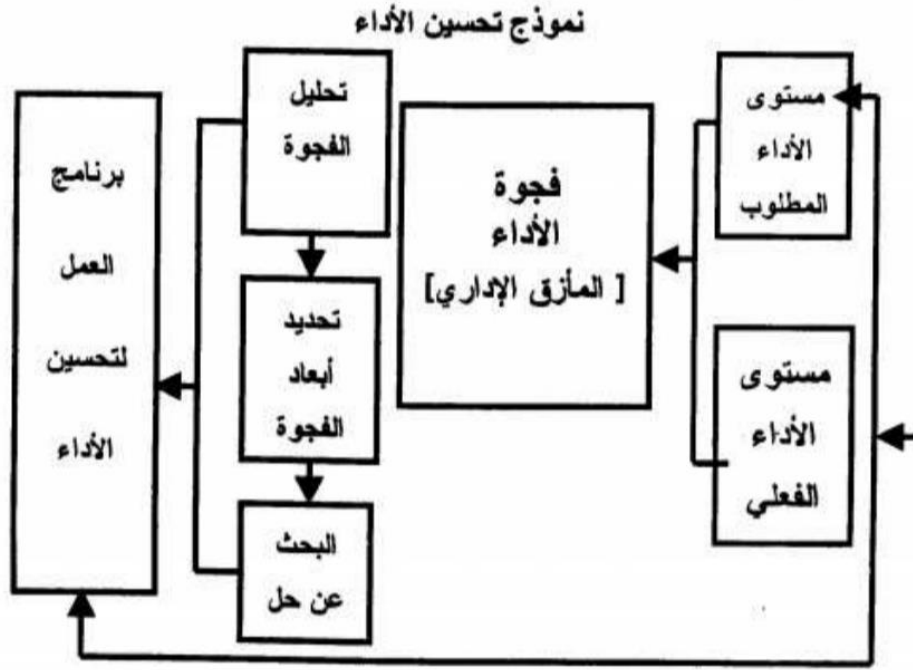 نموذج تحسين الأداء
مستوى
الأداء
المطلوب
مستوى
الأداء
الفعلي
فجوة
الأداء
[ المأزق الإداري]
تحليل
الفجوة
تحديد
أبعاد
الفجوة
البحث
عن حل
برنامج
العمل
لتحسين
الأداء